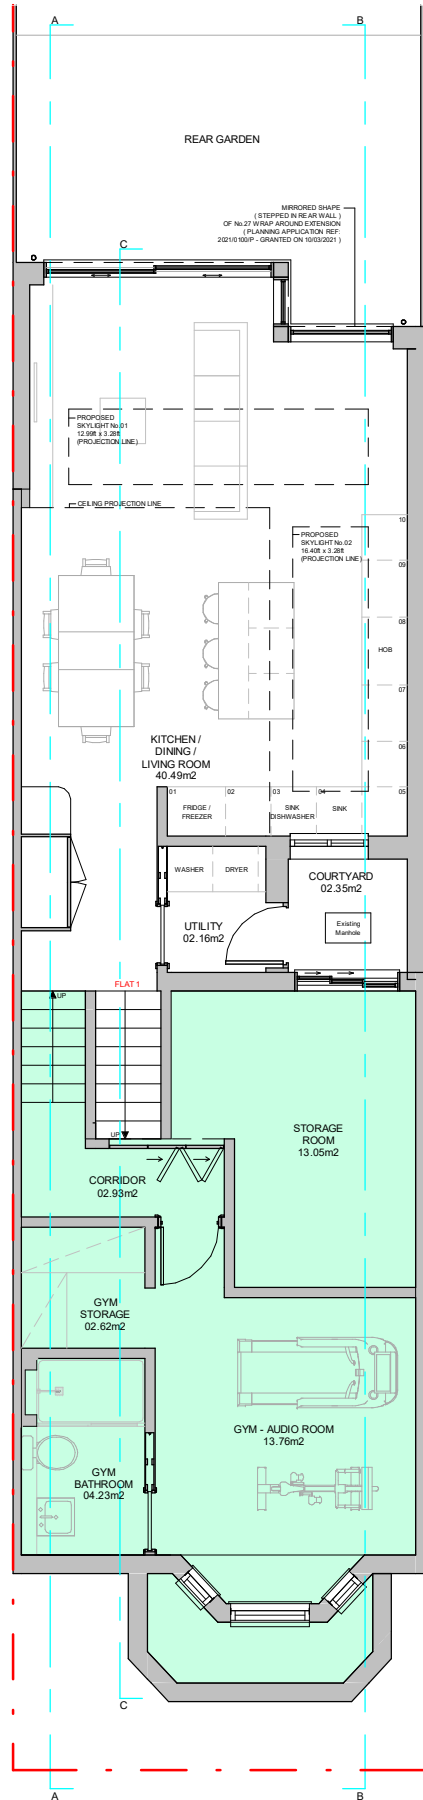 A
B
REAR GARDEN
MIRRORED SHAPE
( STEPPED IN REAR WALL )
OF No.27 WRAP AROUND EXTENSION
( PLANNING APPLICATION REF:
2021/0100/P - GRANTED ON 10/03/2021 )
C
PROPOSED
SKYLIGHT No.01
12.99ft x 3.28ft
(PROJECTION LINE)
CEILING PROJECTION LINE
10
PROPOSED
SKYLIGHT No.02
16.40ft x 3.28ft
(PROJECTION LINE)
09
08
HOB
07
KITCHEN /
DINING /
LIVING ROOM
40.49m2
06
01
02
03
04
05
FRIDGE /
FREEZER
SINK
DISHWASHER
SINK
WASHER
DRYER
COURTYARD
02.35m2
UTILITY
02.16m2
Existing
Manhole
FLAT 1
UP
STORAGE
ROOM
13.05m2
UP
CORRIDOR
02.93m2
GYM
STORAGE
02.62m2
GYM - AUDIO ROOM
13.76m2
GYM
BATHROOM
04.23m2
C
A
B